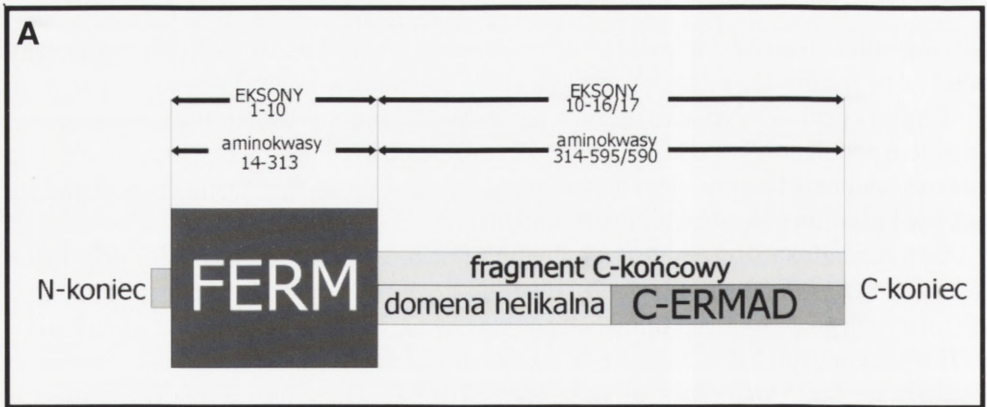 A
EKSONY
1-10
EKSONY
10-16/17
aminokwasy
14-313
aminokwasy
314-595/590
N-koniec
FERM
fragment C-końcowy
domena helikalna
C-ERMAD
C-koniec